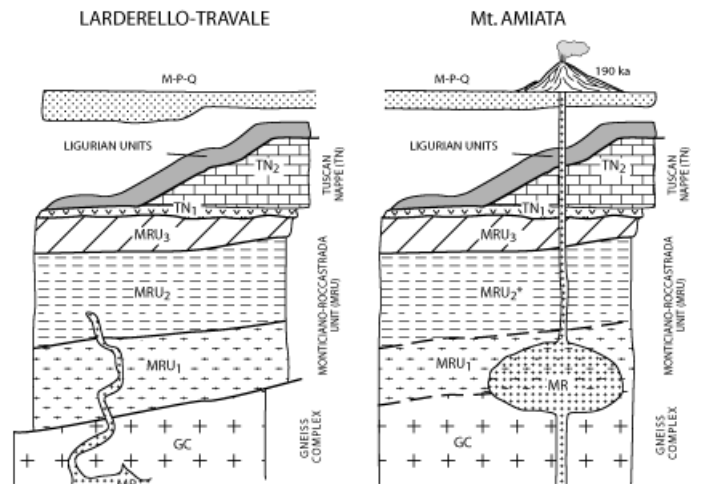 LARDERELLO-TRAVALE
M-P-Q
LIGURIAN UNITS
TN2
TN1
TUSCAN
NAPPE (TN)
MRU3
MRU2
MRU1
MONTICIANO-ROCCASTRADA
UNIT (MRU)
GC
GNEISS
COMPLEX
Mt. AMIATA
M-P-Q
190 ka
LIGURIAN UNITS
TN2
TN1
TUSCAN
NAPPE (TN)
MRU3
MRU2*
MRU1
MR
MONTICIANO-ROCCASTRADA
UNIT (MRU)
GC
GNEISS
COMPLEX